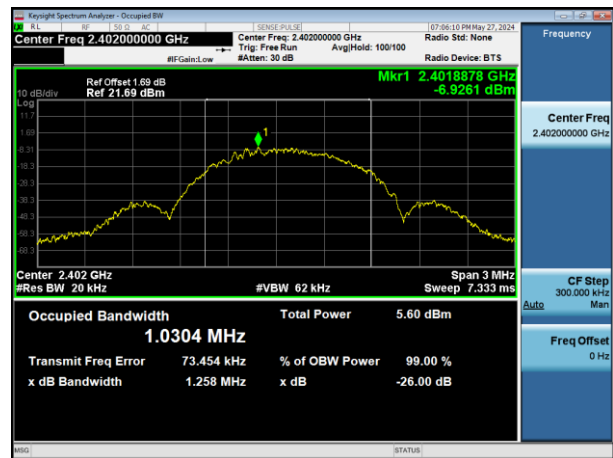 Keysight Spectrum Analyzer - Occupied BW
RL RF 50 Ω AC SENSE:PULSE 07:06:10 PM May 27, 2024
Center Freq 2.402000000 GHz Center Freq: 2.402000000 GHz Radio Std: None
Trig: Free Run Avg|Hold: 100/100
#IFGain:Low #Atten: 30 dB Radio Device: BTS
Frequency
Ref Offset 1.69 dB Mkr1 2.4018878 GHz
10 dB/div Ref 21.69 dBm -6.9261 dBm
Log
11.7
1.69
-8.31
-18.3
-28.3
-38.3
-48.3
-58.3
-68.3
1
Center 2.402 GHz Span 3 MHz
#Res BW 20 kHz #VBW 62 kHz Sweep 7.333 ms
Occupied Bandwidth Total Power 5.60 dBm
1.0304 MHz
Transmit Freq Error 73.454 kHz % of OBW Power 99.00 %
x dB Bandwidth 1.258 MHz x dB -26.00 dB
Center Freq
2.402000000 GHz
CF Step
300.000 kHz
Auto Man
Freq Offset
0 Hz
MSG STATUS